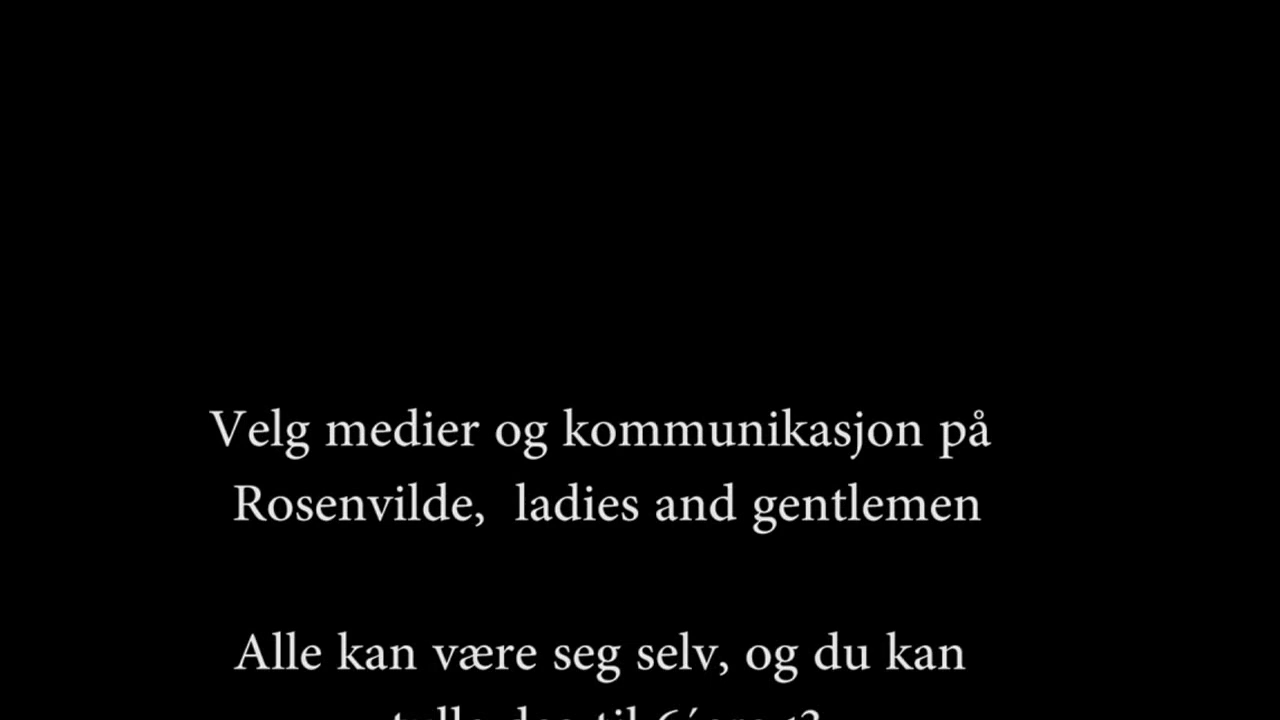 Velg medier og kommunikasjon på
Rosenvilde,  ladies and gentlemen
Alle kan være seg selv, og du kan